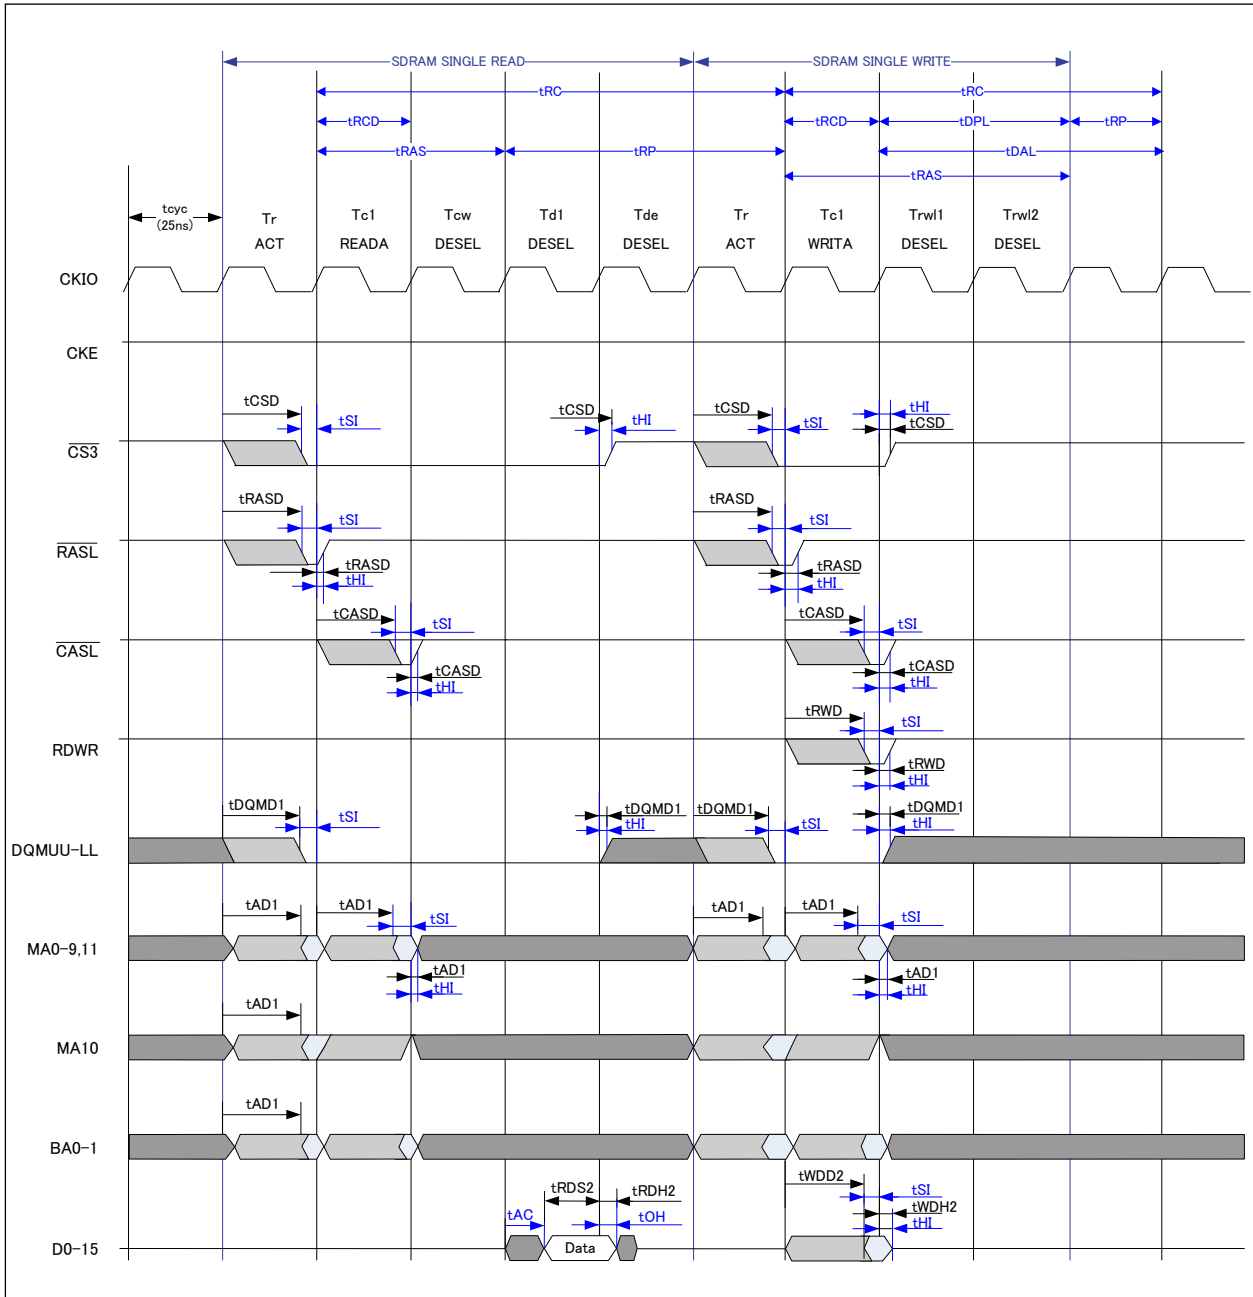 SDRAM SINGLE READ SDRAM SINGLE WRITE
tRC tRC
tRCD tRCD tDPL tRP
tRAS tRP tDAL
tRAS
tcyc
(25ns)
Tr Tc1 Tcw Td1 Tde Tr Tc1 Trwl1 Trwl2
ACT READA DESEL DESEL DESEL ACT WRITA DESEL DESEL
CKIO
CKE
tCSD tCSD tHI tCSD tHI
tSI tSI tCSD
CS3
tRASD tRASD
tSI tSI
RASL
tRASD tRASD
tHI tHI
tCASD tCASD
tSI tSI
CASL
tCASD tCASD
tHI tHI
tRWD
tSI
RDWR
tRWD
tHI
tDQMD1 tDQMD1 tDQMD1 tDQMD1
tSI tHI tSI tHI
DQMUU-LL
tAD1 tAD1 tAD1 tAD1
tSI tSI
MA0-9,11
tAD1 tAD1
tHI tHI
tAD1
MA10
tAD1
BA0-1
tWDD2
tRDS2 tRDH2 tSI
tAC tOH tWDH2
tHI
D0-15 Data